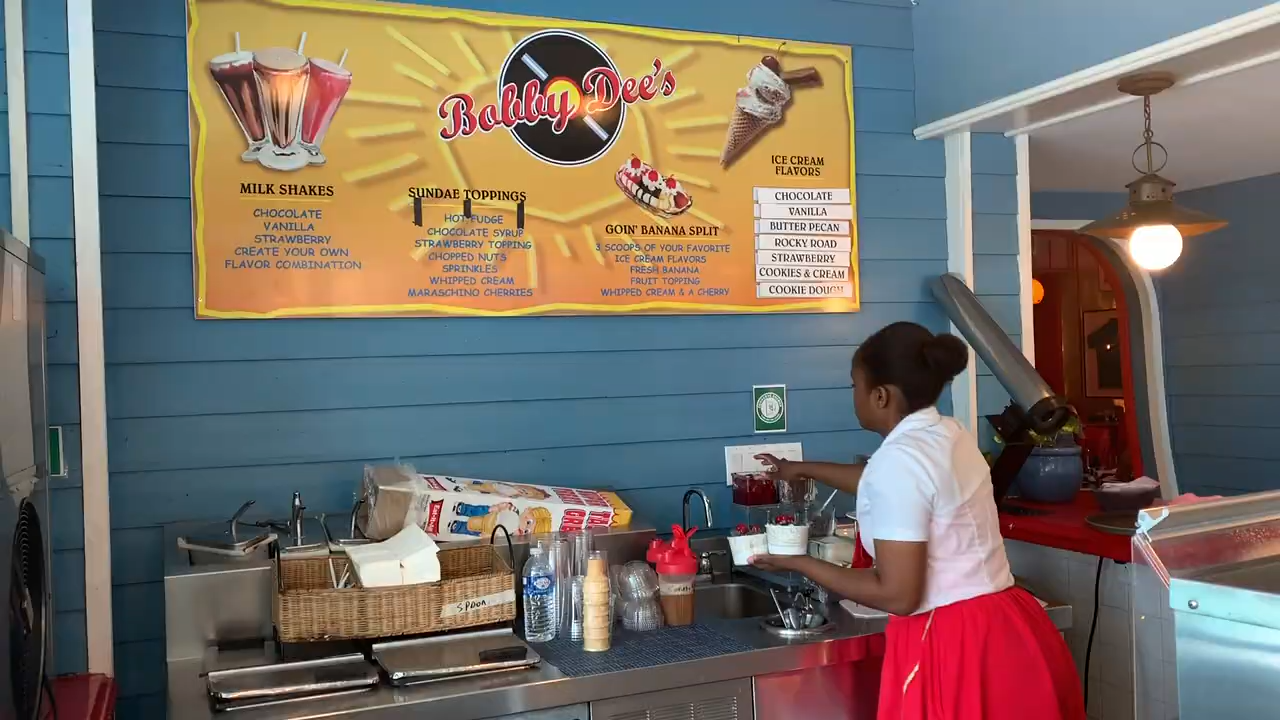 Bobby Dee's
MILK SHAKES
CHOCOLATE
VANILLA
STRAWBERRY
CREATE YOUR OWN
FLAVOR COMBINATION
SUNDAE TOPPINGS
HOT FUDGE
CHOCOLATE SYRUP
STRAWBERRY TOPPING
CHOPPED NUTS
SPRINKLES
WHIPPED CREAM
MARASCHINO CHERRIES
GOIN' BANANA SPLIT
3 SCOOPS OF YOUR FAVORITE
ICE CREAM FLAVORS
FRESH BANANA
FRUIT TOPPING
WHIPPED CREAM & A CHERRY
ICE CREAM
FLAVORS
CHOCOLATE
VANILLA
BUTTER PECAN
ROCKY ROAD
STRAWBERRY
COOKIES & CREAM
COOKIE DOUGH
SPOON